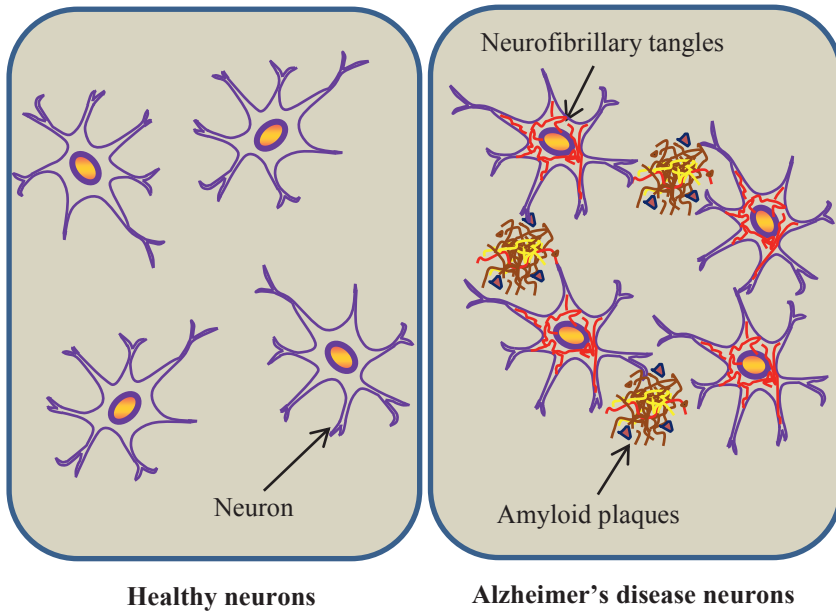 Neurofibrillary tangles
Neuron
Amyloid plaques
Healthy neurons
Alzheimer's disease neurons